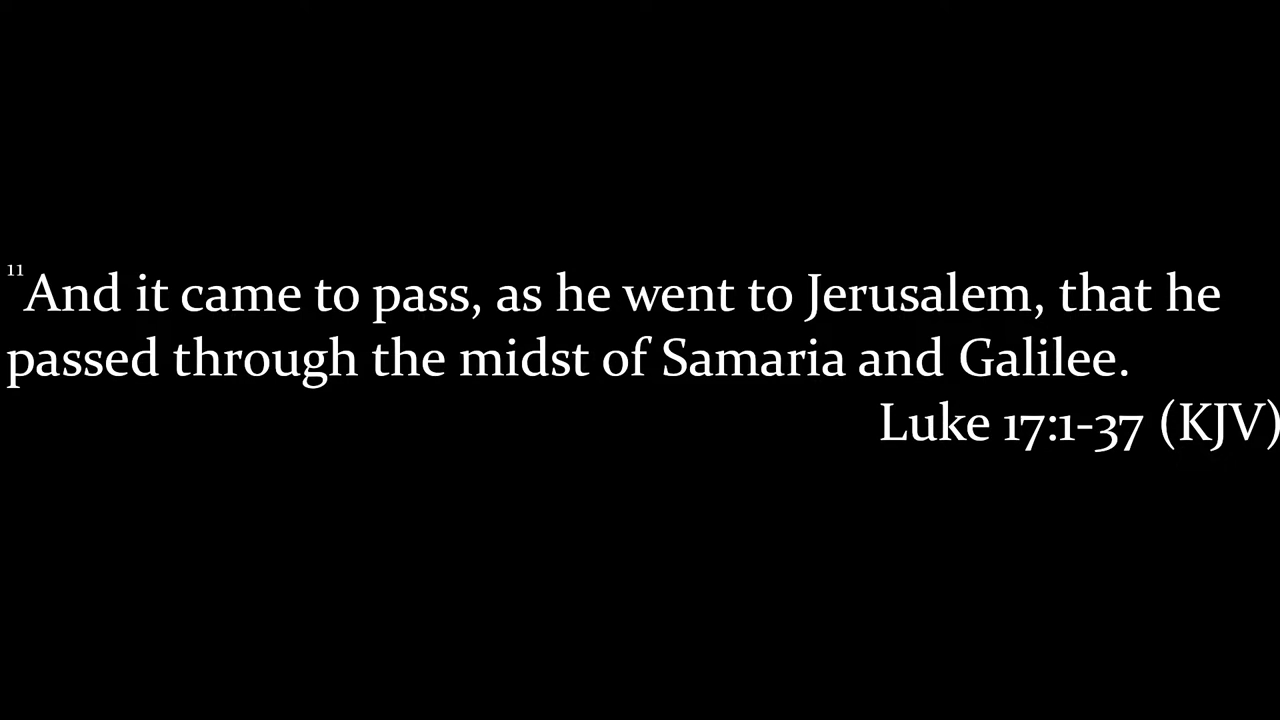 11And it came to pass, as he went to Jerusalem, that he
passed through the midst of Samaria and Galilee.
Luke 17:1-37 (KJV)